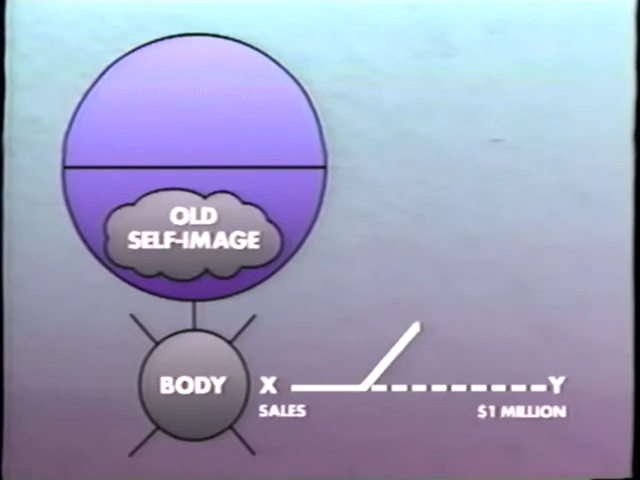 OLD
SELF-IMAGE
BODY
X
Y
SALES
$1 MILLION